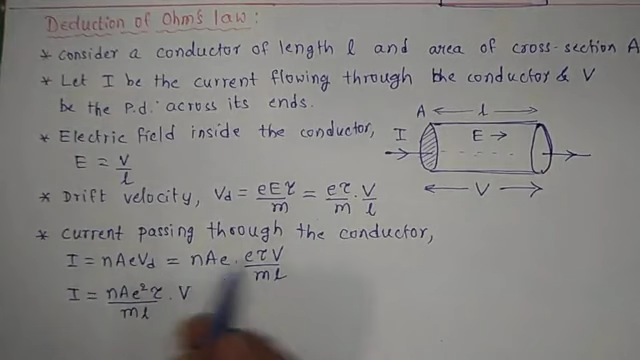 Deduction of Ohm's law:
* Consider a conductor of length l and area of cross-section A
* Let I be the current flowing through the conductor & V
be the P.d. across its ends.
* Electric field inside the conductor,
E = V/l
A ← l →
I E →
← V →
* Drift velocity, Vd = eEτ/m = eτ/m · V/l
* Current passing through the conductor,
I = nAeVd = nAe · eτV/ml
I = nAe²τ/ml · V